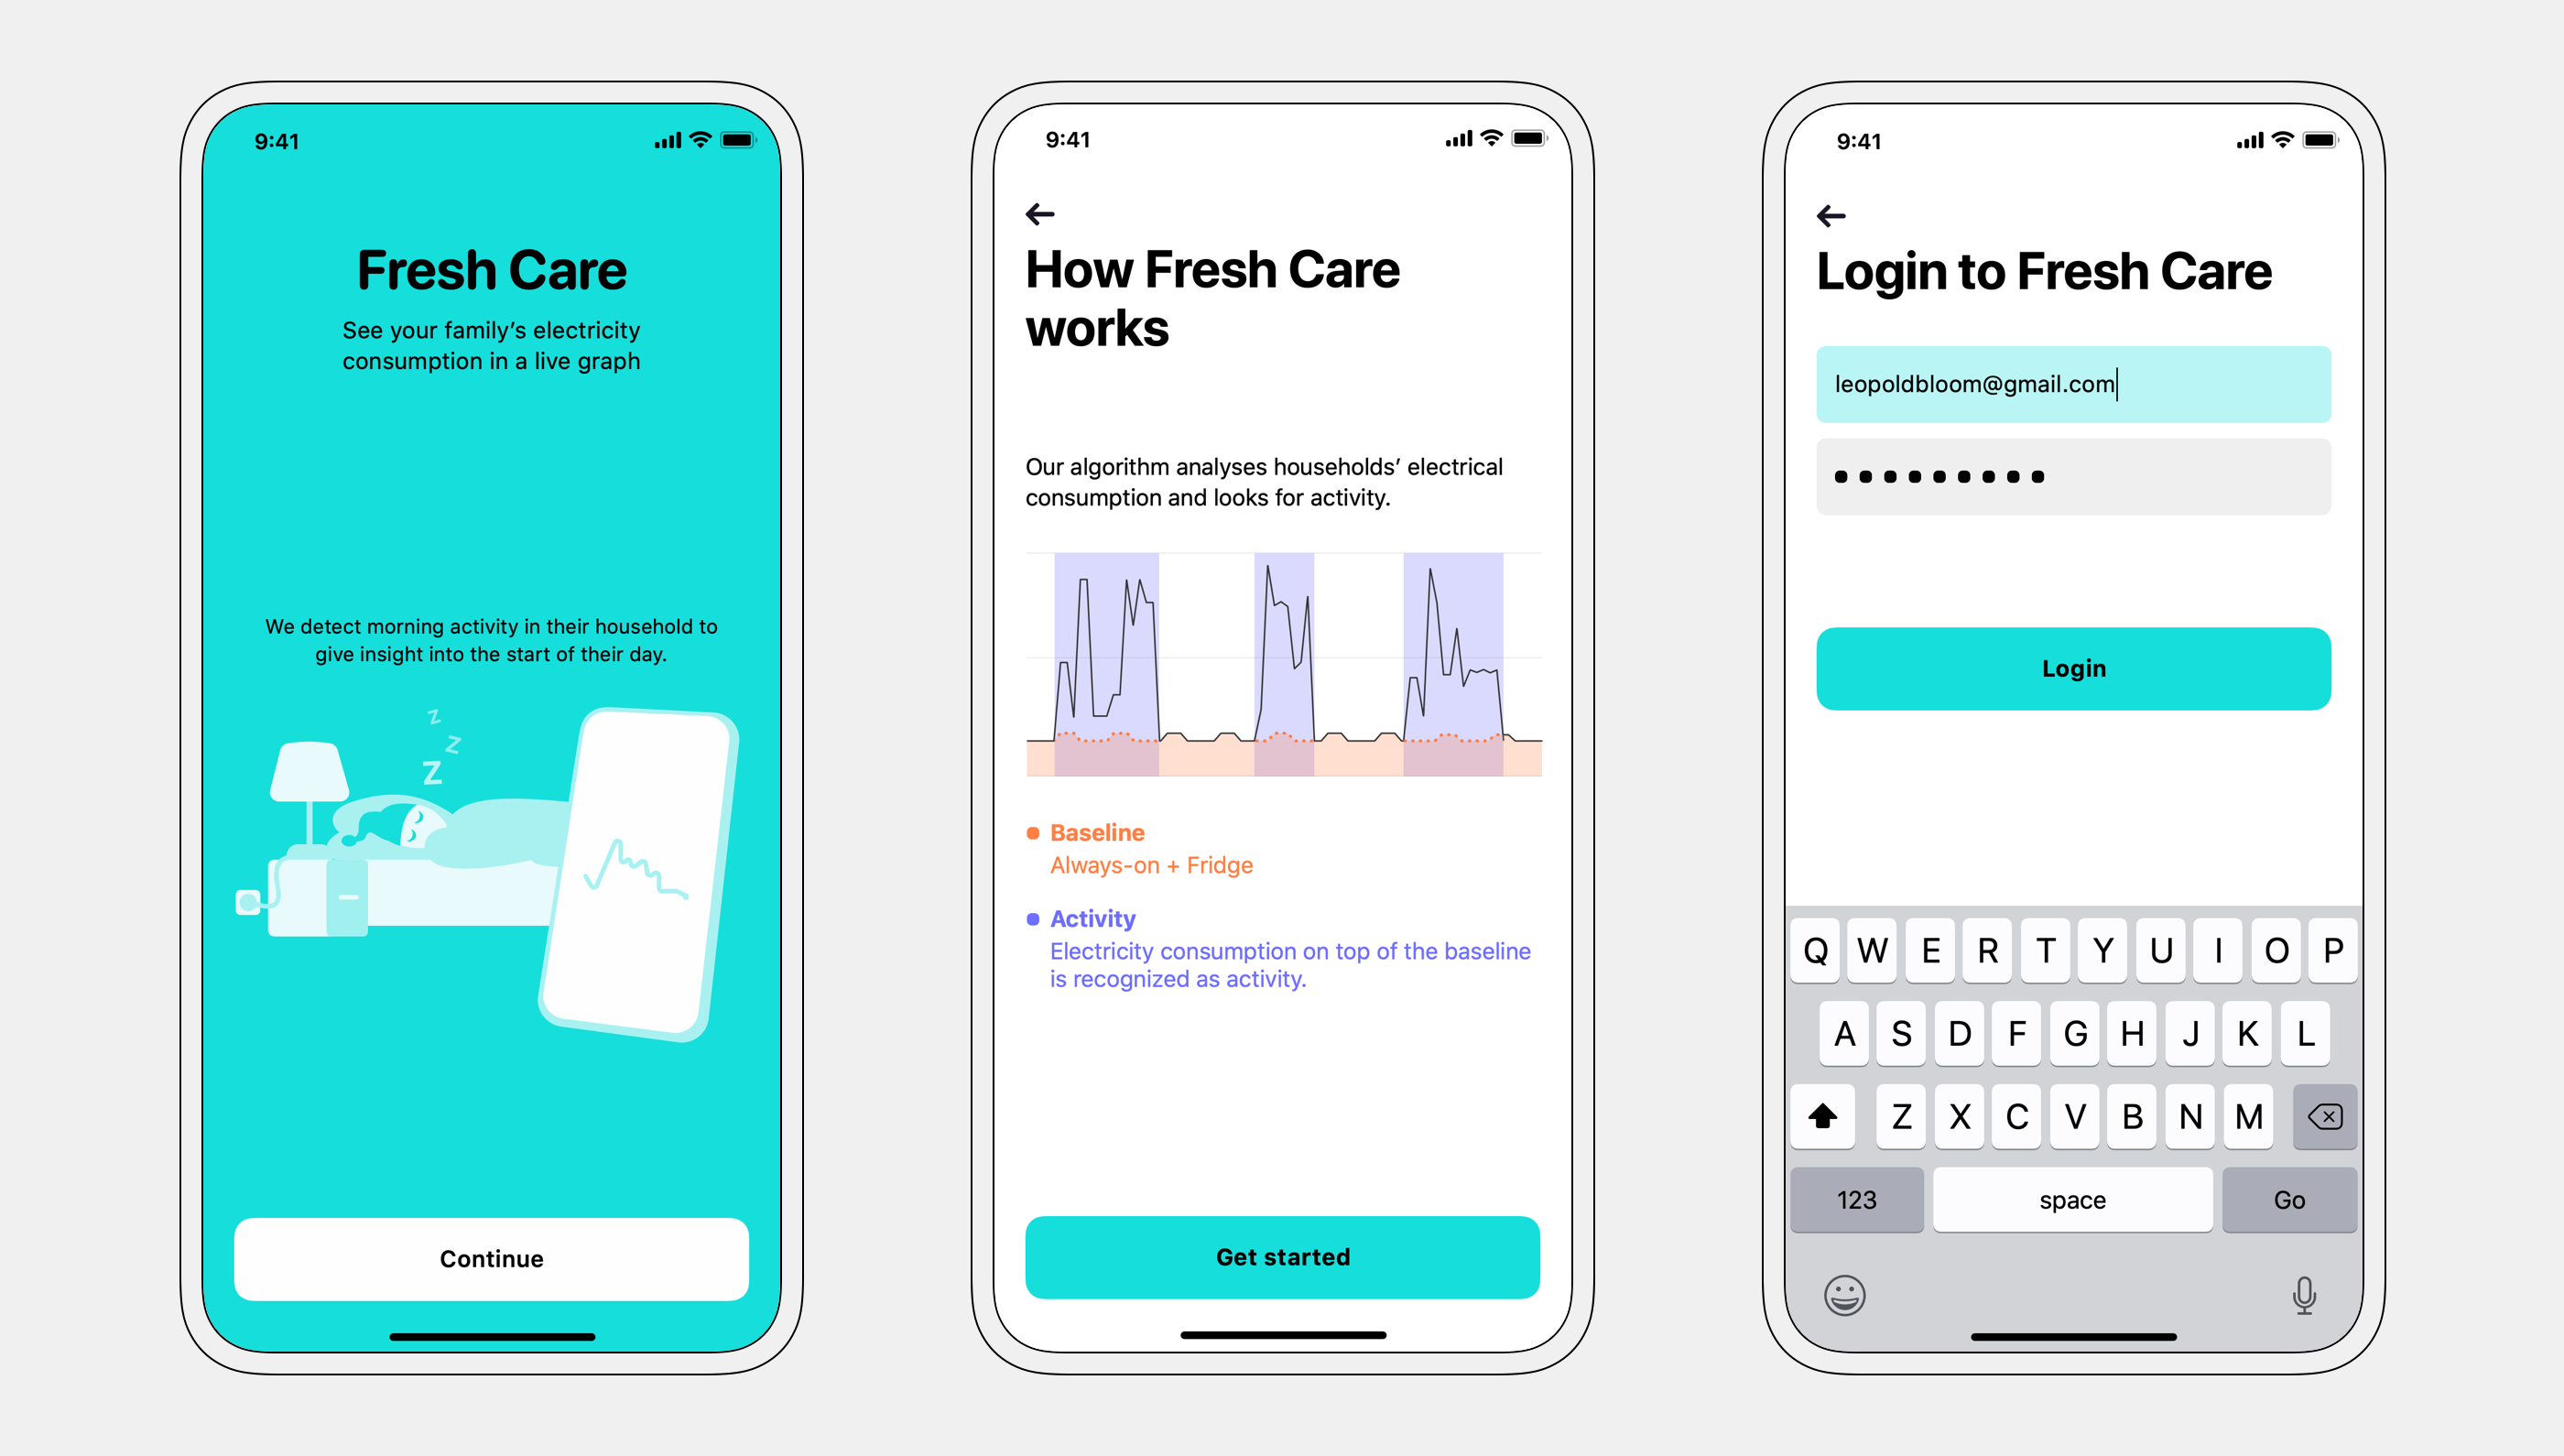 9:41
Fresh Care
See your family’s electricity
consumption in a live graph
We detect morning activity in their household to
give insight into the start of their day.
Z
Z
Z
Continue
9:41
How Fresh Care
works
Our algorithm analyses households’ electrical
consumption and looks for activity.
Baseline
Always-on + Fridge
Activity
Electricity consumption on top of the baseline
is recognized as activity.
Get started
9:41
Login to Fresh Care
leopoldbloom@gmail.com
Login
Q W E R T Y U I O P
A S D F G H J K L
Z X C V B N M
123 space Go